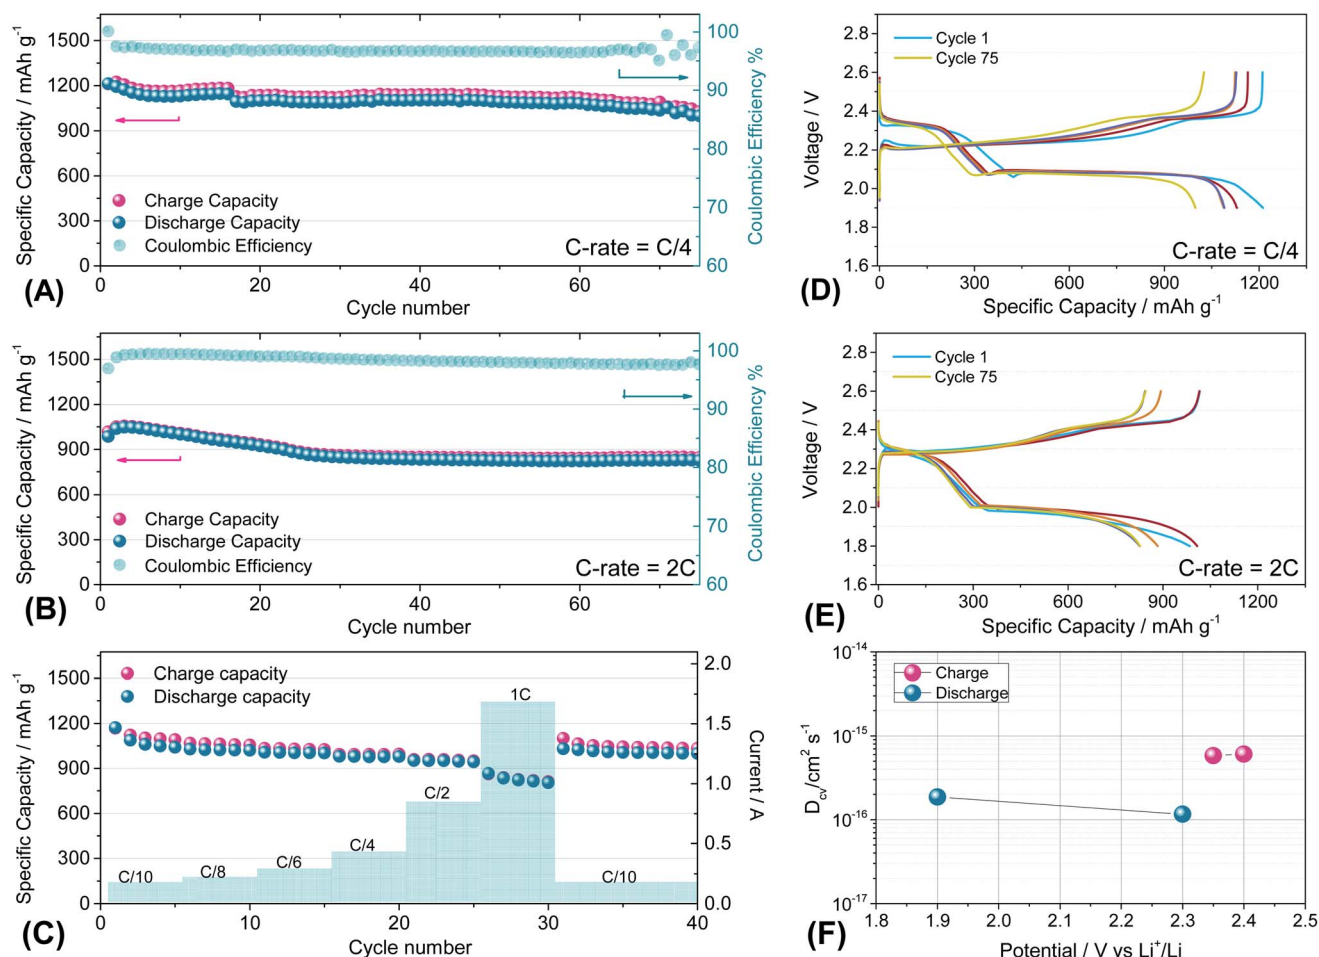 Specific Capacity / mAh g⁻¹
1500
1200
900
600
300
0
100
90
80
70
60
Coulombic Efficiency %
Charge Capacity
Discharge Capacity
Coulombic Efficiency
C-rate = C/4
0 20 40 60
Cycle number
(A)
Voltage / V
2.8
2.6
2.4
2.2
2.0
1.8
1.6
Cycle 1
Cycle 75
C-rate = C/4
0 300 600 900 1200
Specific Capacity / mAh g⁻¹
(D)
Specific Capacity / mAh g⁻¹
1500
1200
900
600
300
0
100
90
80
70
60
Coulombic Efficiency %
Charge Capacity
Discharge Capacity
Coulombic Efficiency
C-rate = 2C
0 20 40 60
Cycle number
(B)
Voltage / V
2.8
2.6
2.4
2.2
2.0
1.8
1.6
Cycle 1
Cycle 75
C-rate = 2C
0 300 600 900 1200
Specific Capacity / mAh g⁻¹
(E)
Specific Capacity / mAh g⁻¹
1500
1200
900
600
300
0
2.0
1.5
1.0
0.5
0.0
Current / A
Charge capacity
Discharge capacity
C/10
C/8
C/6
C/4
C/2
1C
C/10
0 10 20 30 40
Cycle number
(C)
D_cv/cm² s⁻¹
10⁻¹⁴
10⁻¹⁵
10⁻¹⁶
10⁻¹⁷
Charge
Discharge
1.8 1.9 2.0 2.1 2.2 2.3 2.4 2.5
Potential / V vs Li⁺/Li
(F)